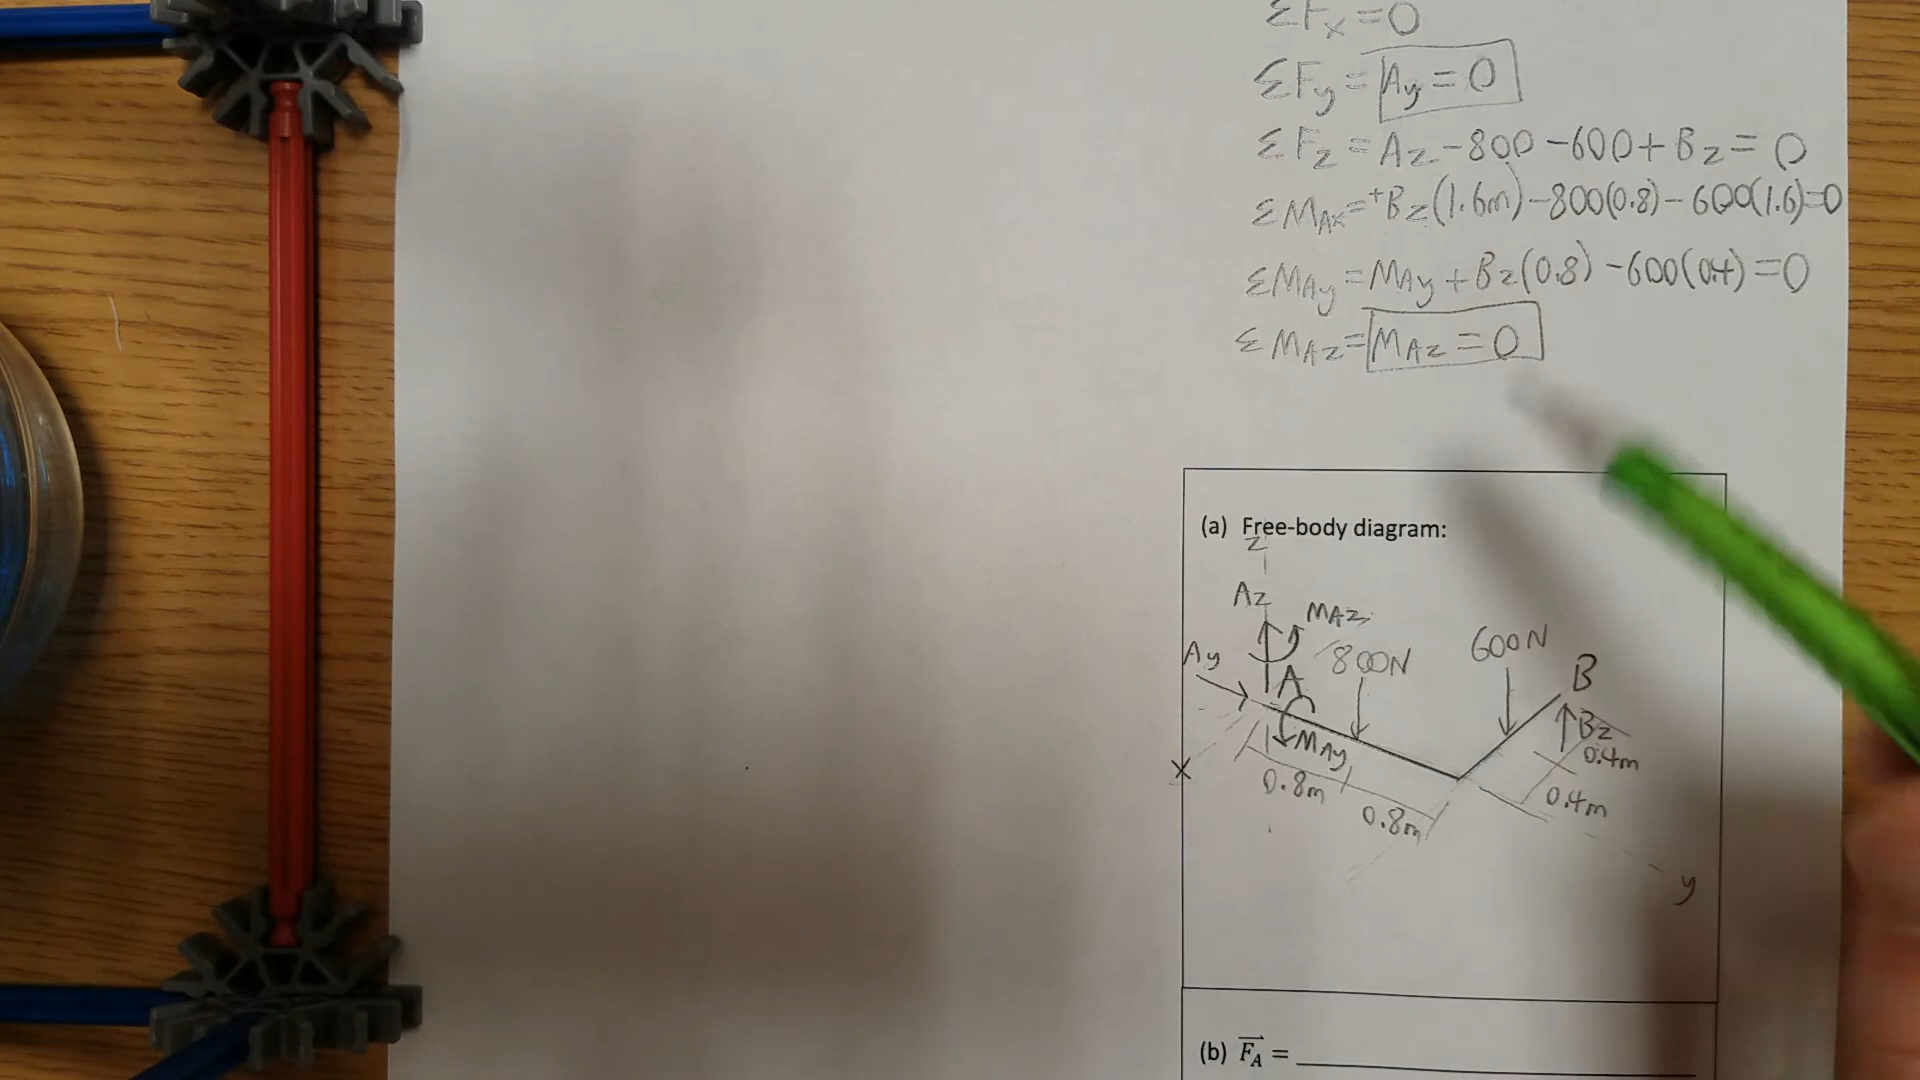 ΣFx=0
ΣFy=Ay=0
ΣFz=Az-800-600+Bz=0
ΣMAx=+Bz(1.6m)-800(0.8)-600(1.6)=0
ΣMAy=MAy+Bz(0.8)-600(0.4)=0
ΣMAz=MAz=0
(a) Free-body diagram:
z
Az
MAz
Ay
A
800N
600N
B
Bz
MAy
x
0.8m
0.8m
0.4m
0.4m
y
(b) F⃗A = ____________